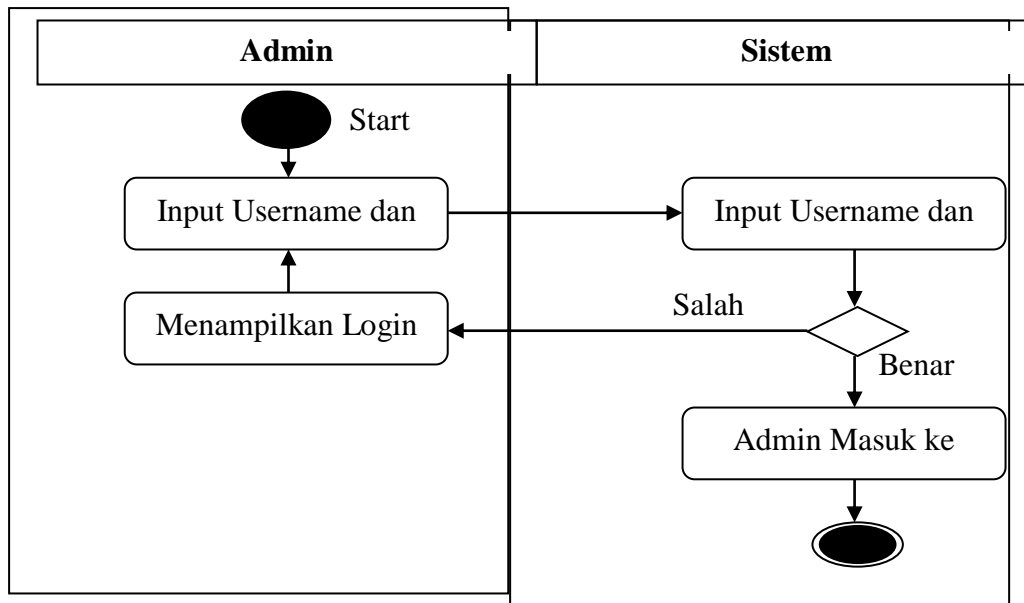 Admin
Sistem
Start
Input Username dan
Input Username dan
Salah
Menampilkan Login
Benar
Admin Masuk ke